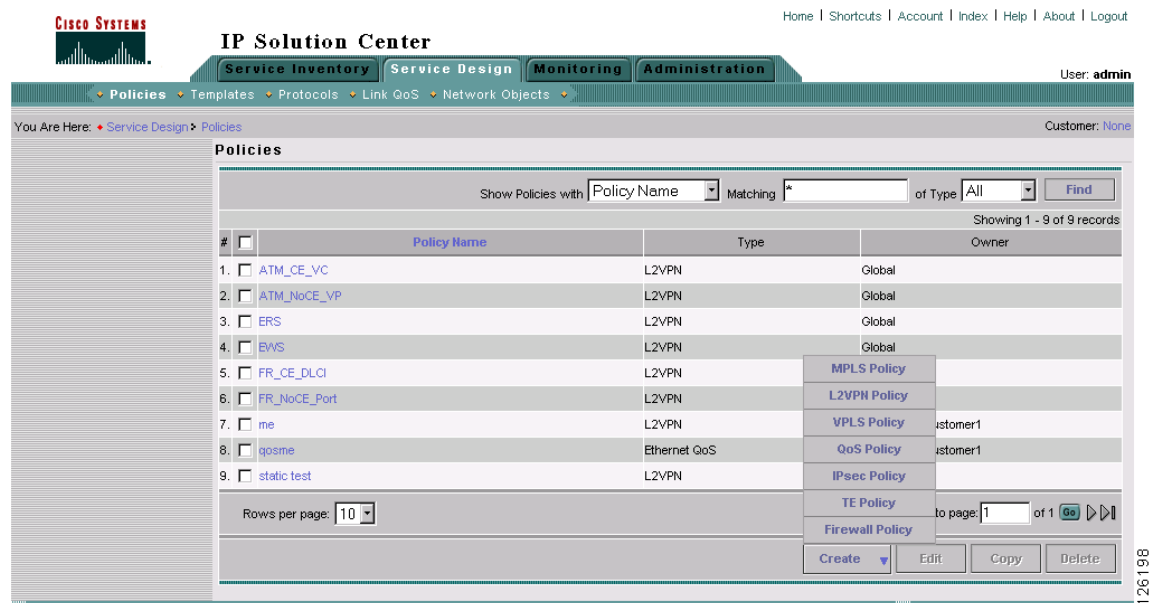 Home | Shortcuts | Account | Index | Help | About | Logout
CISCO SYSTEMS
IP Solution Center
Service Inventory Service Design Monitoring Administration
User: admin
Policies Templates Protocols Link QoS Network Objects
You Are Here: Service Design Policies Customer: None
Policies
Show Policies with Policy Name Matching * of Type All Find
Showing 1 - 9 of 9 records
# Policy Name Type Owner
1. ATM_CE_VC L2VPN Global
2. ATM_NoCE_VP L2VPN Global
3. ERS L2VPN Global
4. EWS L2VPN Global
5. FR_CE_DLCI L2VPN
6. FR_NoCE_Port L2VPN
7. me L2VPN ustomer1
8. qosme Ethernet QoS ustomer1
9. static test L2VPN
MPLS Policy
L2VPN Policy
VPLS Policy
QoS Policy
IPsec Policy
TE Policy
Firewall Policy
Rows per page: 10 to page: 1 of 1 Go
Create Edit Copy Delete
126198